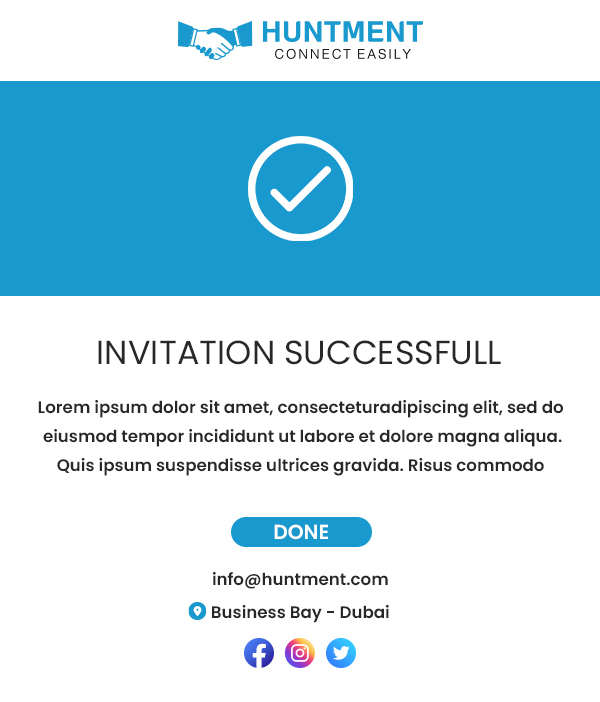 HUNTMENT
CONNECT EASILY
INVITATION SUCCESSFULL
Lorem ipsum dolor sit amet, consecteturadipiscing elit, sed do
eiusmod tempor incididunt ut labore et dolore magna aliqua.
Quis ipsum suspendisse ultrices gravida. Risus commodo
DONE
info@huntment.com
Business Bay - Dubai